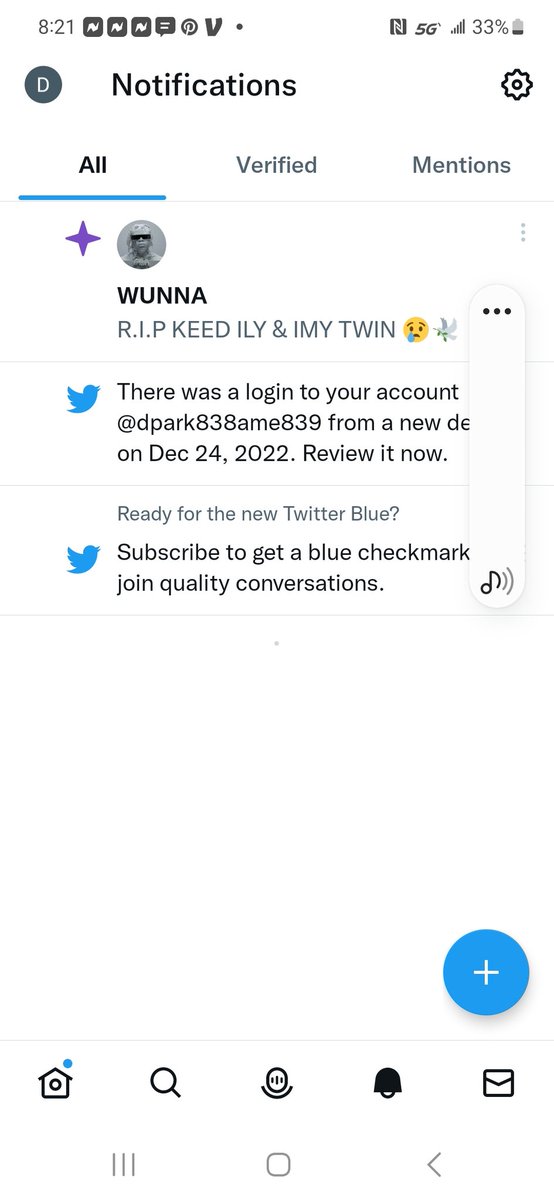 8:21 5G 33%
D Notifications
All Verified Mentions
WUNNA
R.I.P KEED ILY & IMY TWIN 😢🕊
There was a login to your account
@dpark838ame839 from a new de
on Dec 24, 2022. Review it now.
Ready for the new Twitter Blue?
Subscribe to get a blue checkmark
join quality conversations.